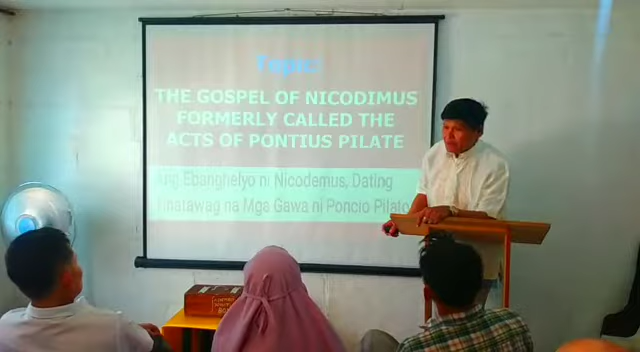 Topic:
THE GOSPEL OF NICODIMUS
FORMERLY CALLED THE
ACTS OF PONTIUS PILATE
Ang Ebanghelyo ni Nicodemus, Dating
Tinatawag na Mga Gawa ni Poncio Pilato